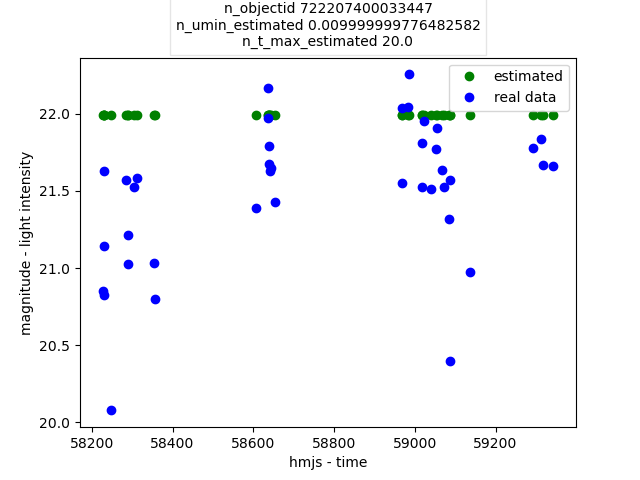 n_objectid 722207400033447
n_umin_estimated 0.009999999776482582
n_t_max_estimated 20.0
estimated
real data
22.0
21.5
21.0
20.5
20.0
magnitude - light intensity
58200 58400 58600 58800 59000 59200
hmjs - time